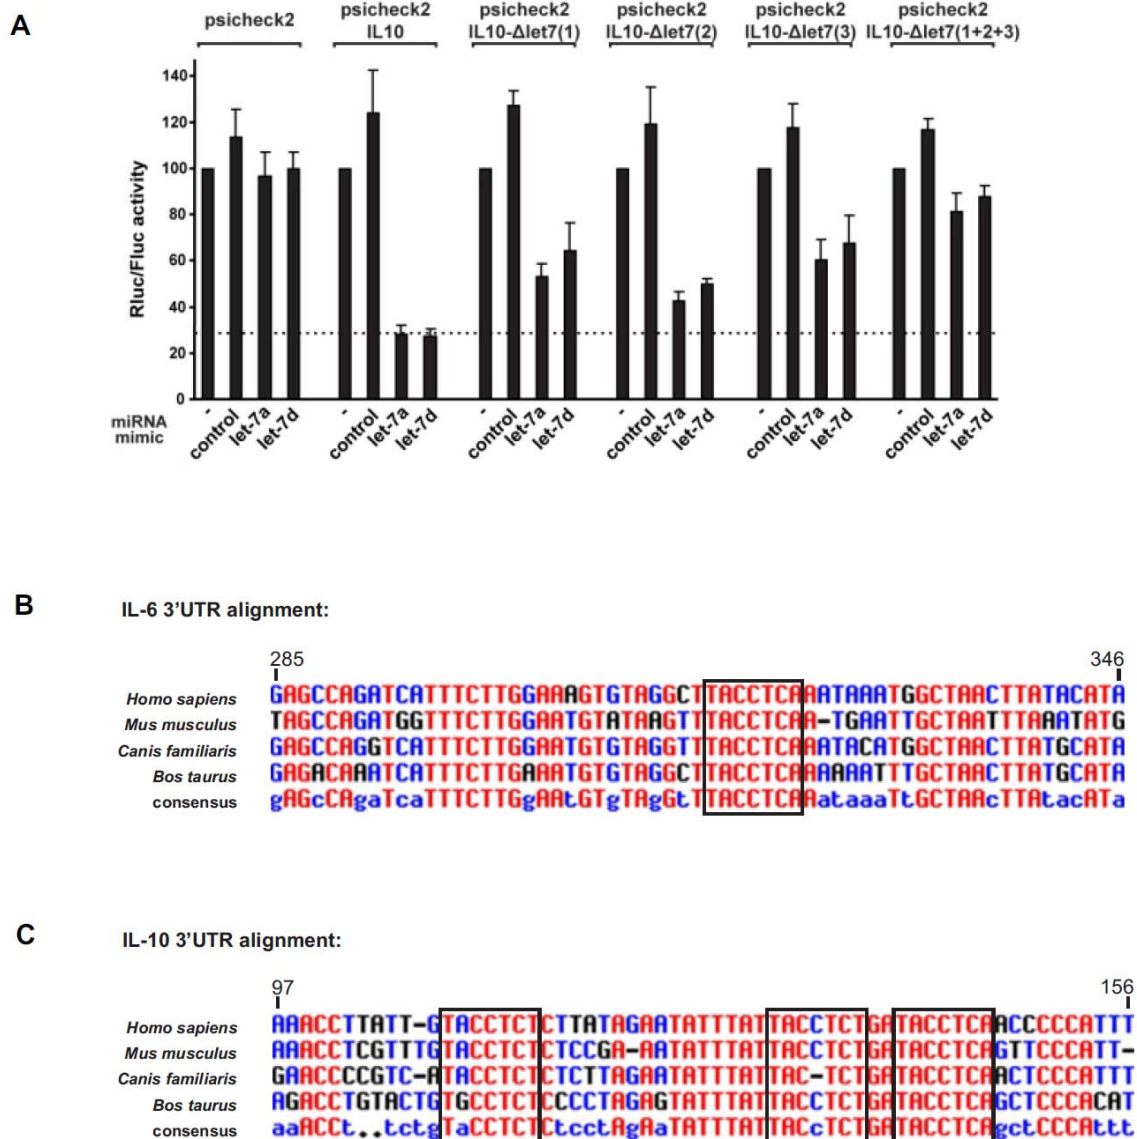 A
psicheck2
psicheck2
IL10
psicheck2
IL10-Δlet7(1)
psicheck2
IL10-Δlet7(2)
psicheck2
IL10-Δlet7(3)
psicheck2
IL10-Δlet7(1+2+3)
Rluc/Fluc activity
140
120
100
80
60
40
20
0
miRNA
mimic
- control let-7a let-7d - control let-7a let-7d - control let-7a let-7d - control let-7a let-7d - control let-7a let-7d - control let-7a let-7d
B
IL-6 3’UTR alignment:
285 346
Homo sapiens GAGCCAGATCATTTCTTGGAAAGTGTAGGCTTACCTCAAATAAATGGCTAACTTATACATA
Mus musculus TAGCCAGATGGTTTCTTGGAATGTATAAGTTTACCTCAA-TGAATTGCTAATTTAAATATG
Canis familiaris GAGCCAGGTCATTTCTTGGAATGTGTAGGTTTACCTCAAATACATGGCTAACTTATGCATA
Bos taurus GAGACAAATCATTTCTTGAAATGTGTAGGCTTACCTCAAAAAATTTGCTAACTTATGCATA
consensus gAGcCAgaTcaTTTCTTGgAAtGTgTAgGtTTACCTCAAataaaTtGCTAAcTTAtacATa
C
IL-10 3’UTR alignment:
97 156
Homo sapiens AAACCTTATT-GTACCTCTCTTATAGAATATTTATTACCTCTGATACCTCAACCCCCATTT
Mus musculus AAACCTCGTTTGTACCTCTCTCCGA-AATATTTATTACCTCTGATACCTCAGTTCCCATT-
Canis familiaris GAACCCCGTC-ATACCTCTCTCTTAGAATATTTATTAC-TCTGATACCTCAACTCCCATTT
Bos taurus AGACCTGTACTGTGCCTCTCCCCTAGAGTATTTATTACCTCTGATACCTCAGCTCCCACAT
consensus aaACCt..tctgTaCCTCTCtcctAgAaTATTTATTACcTCTGATACCTCAgctCCCAttt